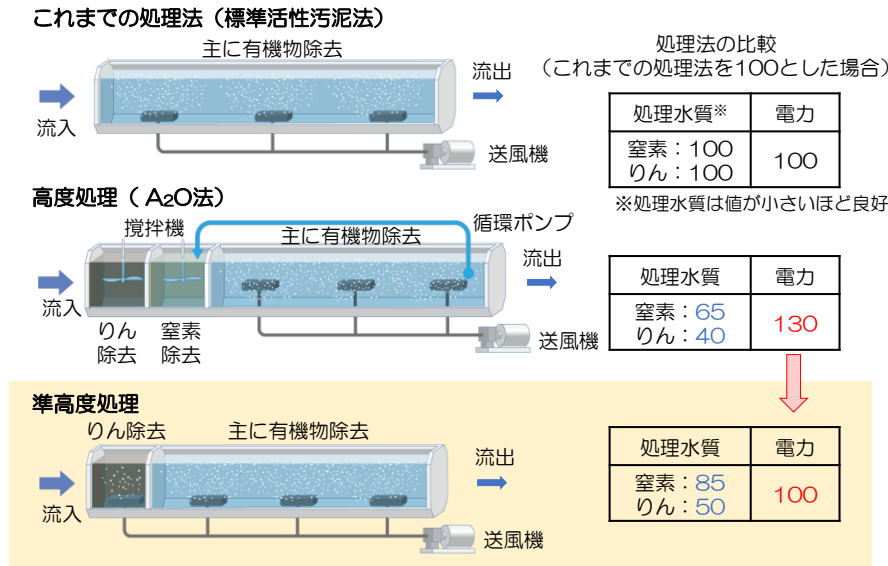 これまでの処理法（標準活性汚泥法）
主に有機物除去
流入
流出
送風機
処理法の比較
（これまでの処理法を100とした場合）
処理水質※ 電力
窒素：100
りん：100
100
※処理水質は値が小さいほど良好
高度処理（ A2O法）
撹拌機
主に有機物除去
循環ポンプ
流入
流出
りん
除去
窒素
除去
送風機
処理水質 電力
窒素：65
りん：40
130
準高度処理
りん除去
主に有機物除去
流入
流出
送風機
処理水質 電力
窒素：85
りん：50
100